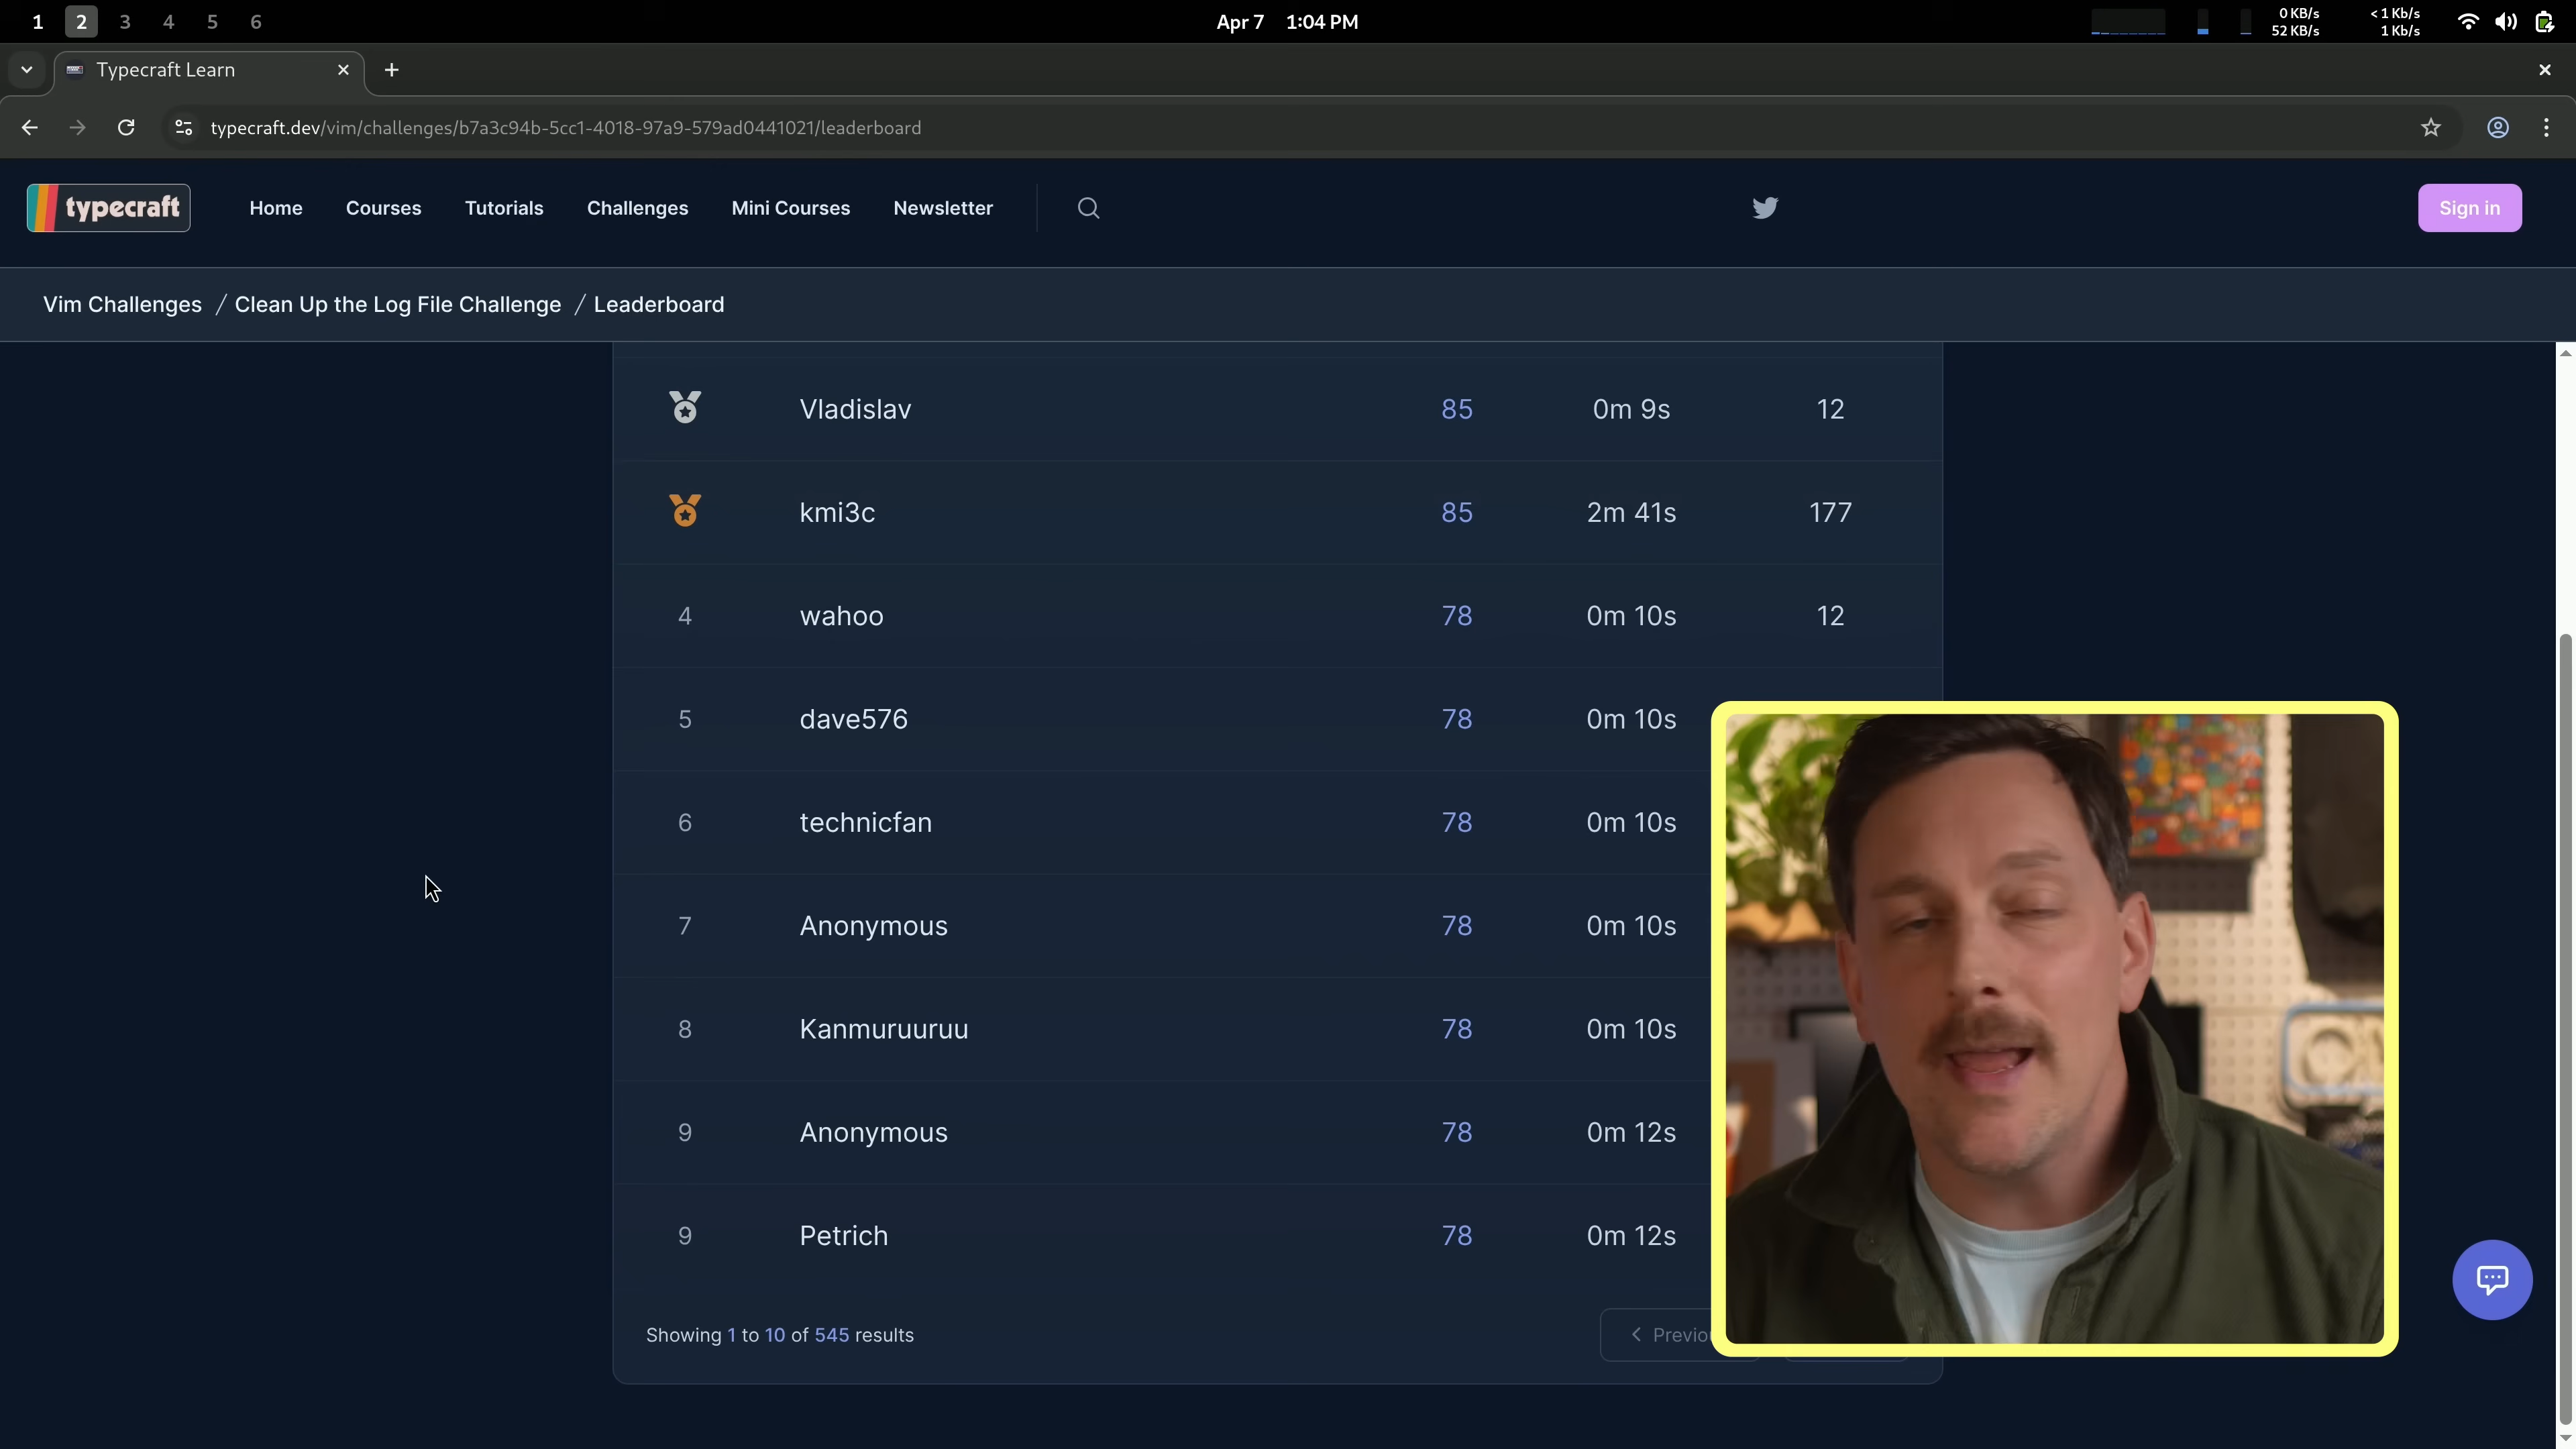 1 2 3 4 5 6
Apr 7 1:04 PM
0 KB/s
52 KB/s
< 1 Kb/s
1 Kb/s
Typecraft Learn
typecraft.dev/vim/challenges/b7a3c94b-5cc1-4018-97a9-579ad0441021/leaderboard
typecraft
Home Courses Tutorials Challenges Mini Courses Newsletter
Sign in
Vim Challenges / Clean Up the Log File Challenge / Leaderboard
Vladislav 85 0m 9s 12
kmi3c 85 2m 41s 177
4 wahoo 78 0m 10s 12
5 dave576 78 0m 10s
6 technicfan 78 0m 10s
7 Anonymous 78 0m 10s
8 Kanmuruuruu 78 0m 10s
9 Anonymous 78 0m 12s
9 Petrich 78 0m 12s
Showing 1 to 10 of 545 results
Previo